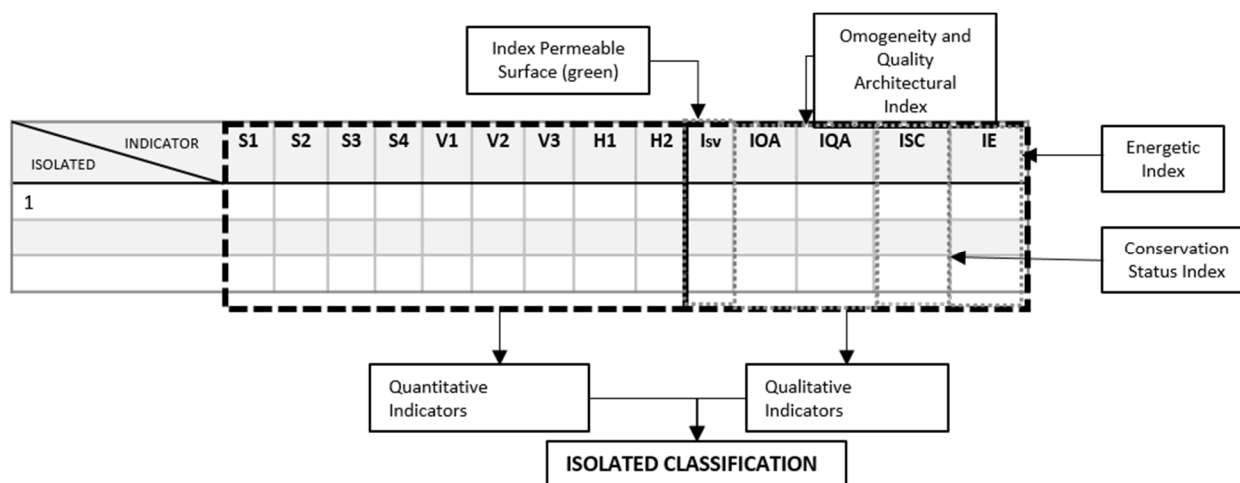 Index Permeable
Surface (green)
Omogeneity and
Quality
Architectural
Index
INDICATOR
ISOLATED
S1 S2 S3 S4 V1 V2 V3 H1 H2 Isv IOA IQA ISC IE
1
Energetic
Index
Conservation
Status Index
Quantitative
Indicators
Qualitative
Indicators
ISOLATED CLASSIFICATION